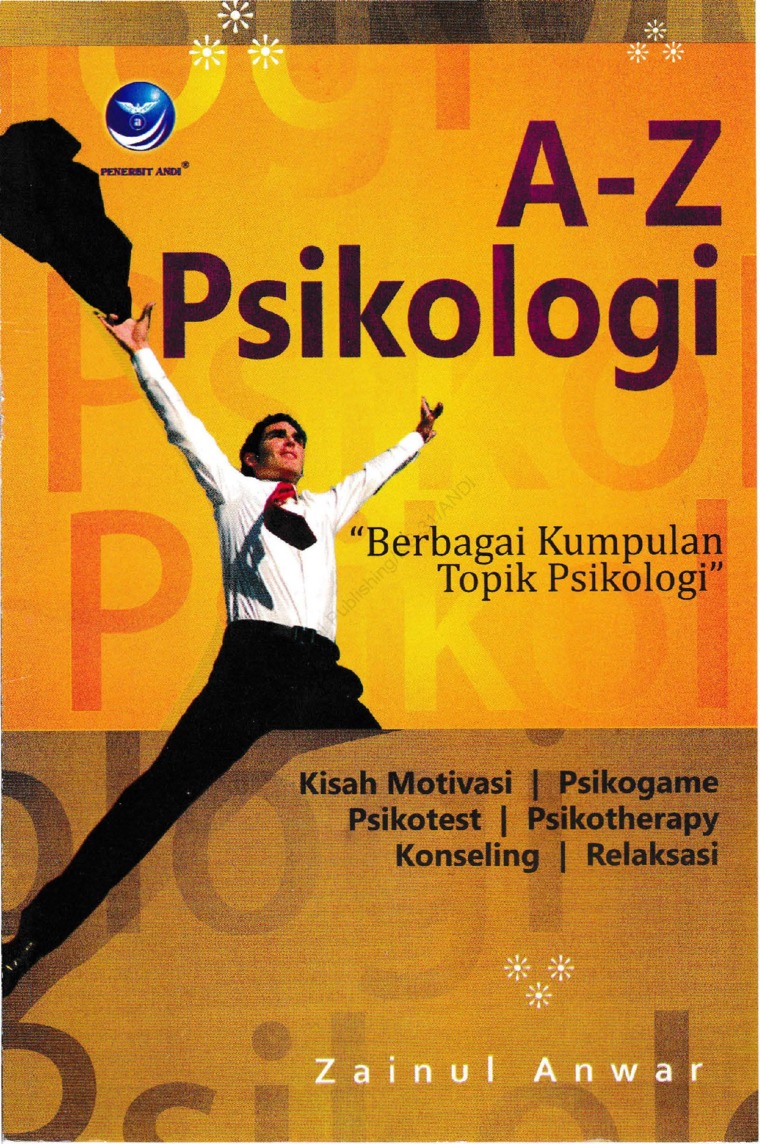 PENERBIT ANDI®
A-Z
Psikologi
“Berbagai Kumpulan
Topik Psikologi”
Kisah Motivasi | Psikogame
Psikotest | Psikotherapy
Konseling | Relaksasi
Zainul Anwar